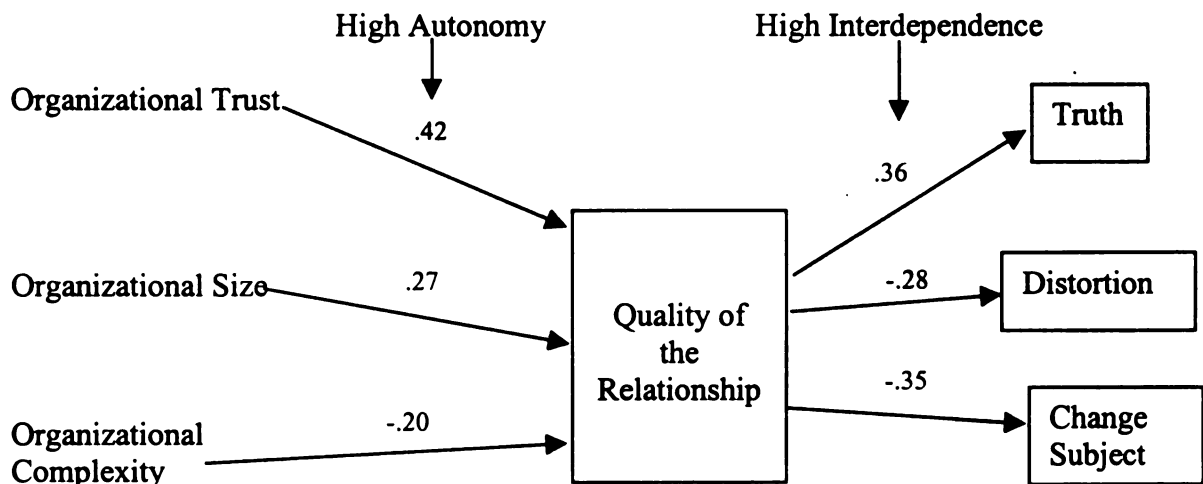 High Autonomy
High Interdependence
Organizational Trust
.42
Truth
.36
Organizational Size
.27
Quality of
the
Relationship
-.28
Distortion
-.35
Change
Subject
Organizational
Complexity
-.20